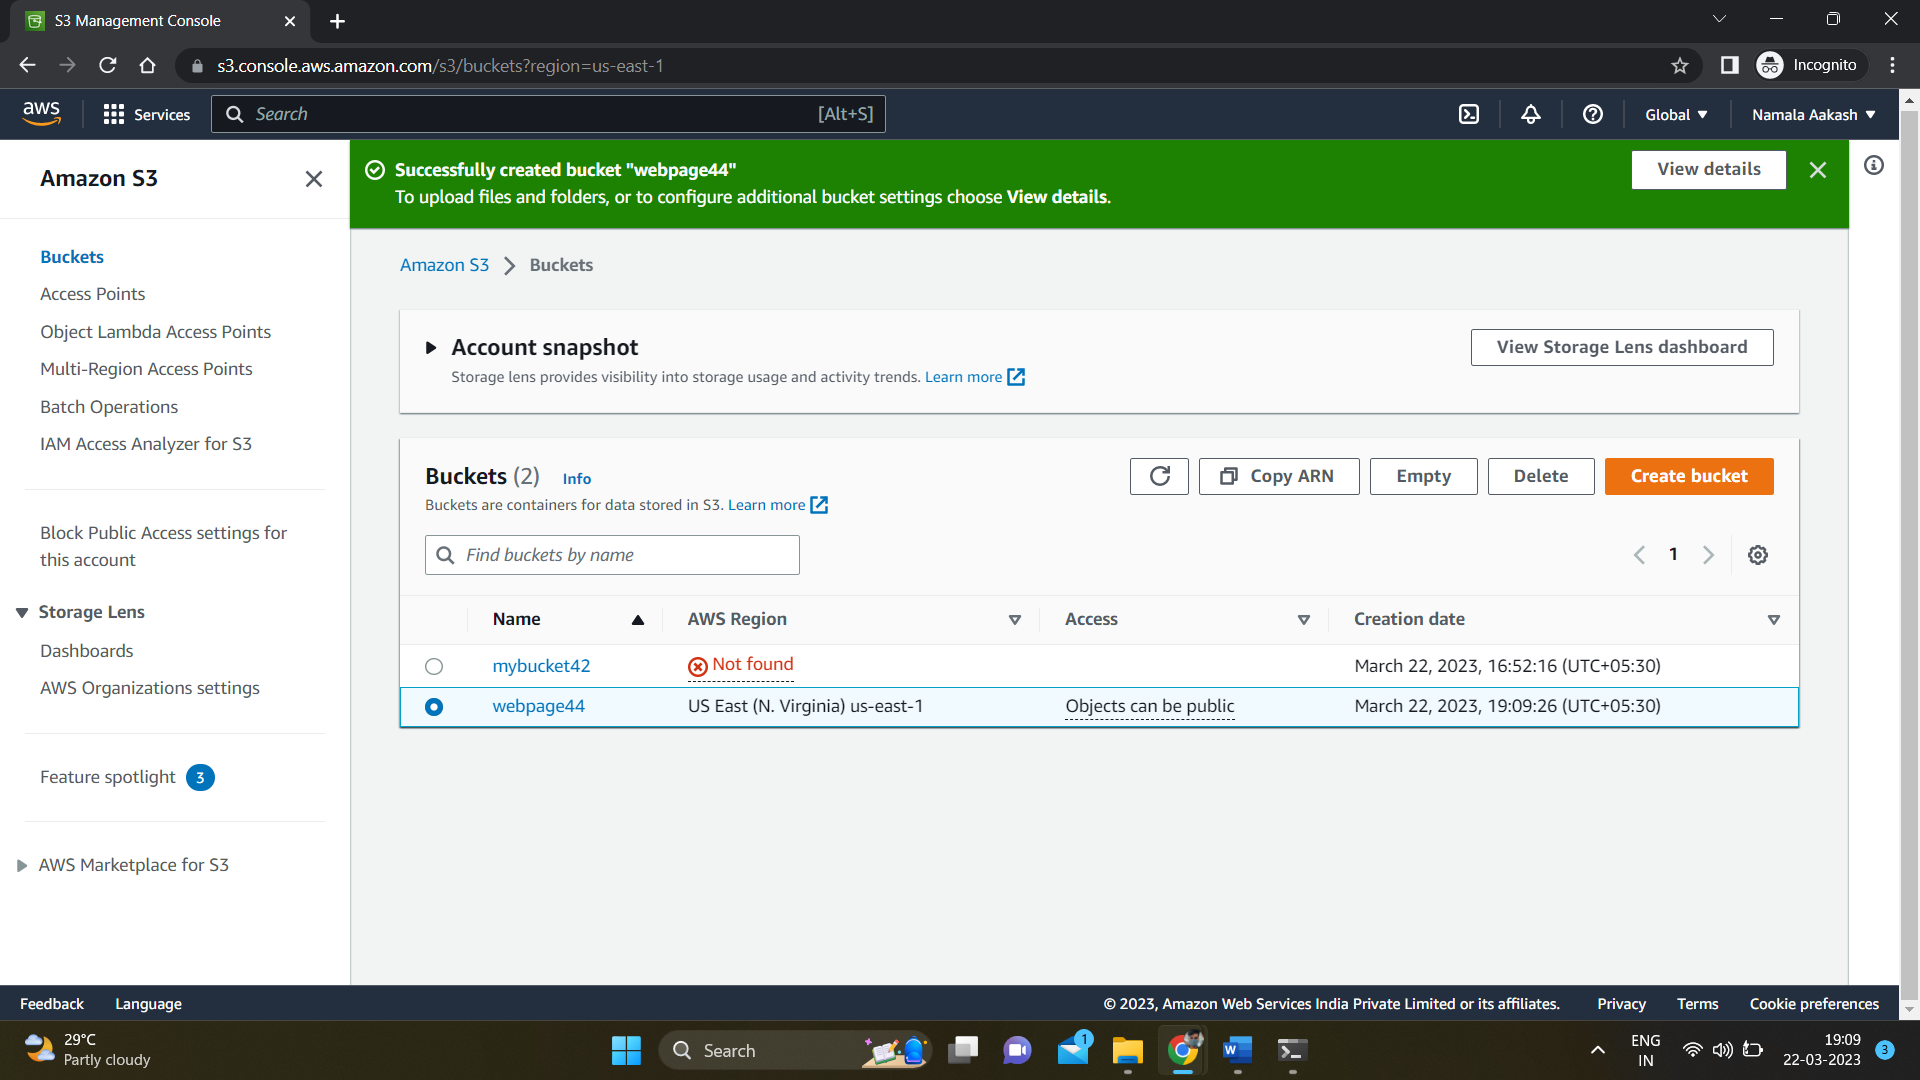 S3 Management Console
s3.console.aws.amazon.com/s3/buckets?region=us-east-1
Incognito
aws
Services
Search
[Alt+S]
Global
Namala Aakash
Amazon S3
Buckets
Access Points
Object Lambda Access Points
Multi-Region Access Points
Batch Operations
IAM Access Analyzer for S3
Block Public Access settings for
this account
Storage Lens
Dashboards
AWS Organizations settings
Feature spotlight 3
AWS Marketplace for S3
Successfully created bucket "webpage44"
To upload files and folders, or to configure additional bucket settings choose View details.
View details
Amazon S3 Buckets
Account snapshot
Storage lens provides visibility into storage usage and activity trends. Learn more
View Storage Lens dashboard
Buckets (2) Info
Buckets are containers for data stored in S3. Learn more
Copy ARN
Empty
Delete
Create bucket
Find buckets by name
1
Name AWS Region Access Creation date
mybucket42 Not found March 22, 2023, 16:52:16 (UTC+05:30)
webpage44 US East (N. Virginia) us-east-1 Objects can be public March 22, 2023, 19:09:26 (UTC+05:30)
Feedback Language
© 2023, Amazon Web Services India Private Limited or its affiliates. Privacy Terms Cookie preferences
29°C
Partly cloudy
Search
1
W
ENG
IN
19:09
22-03-2023
3